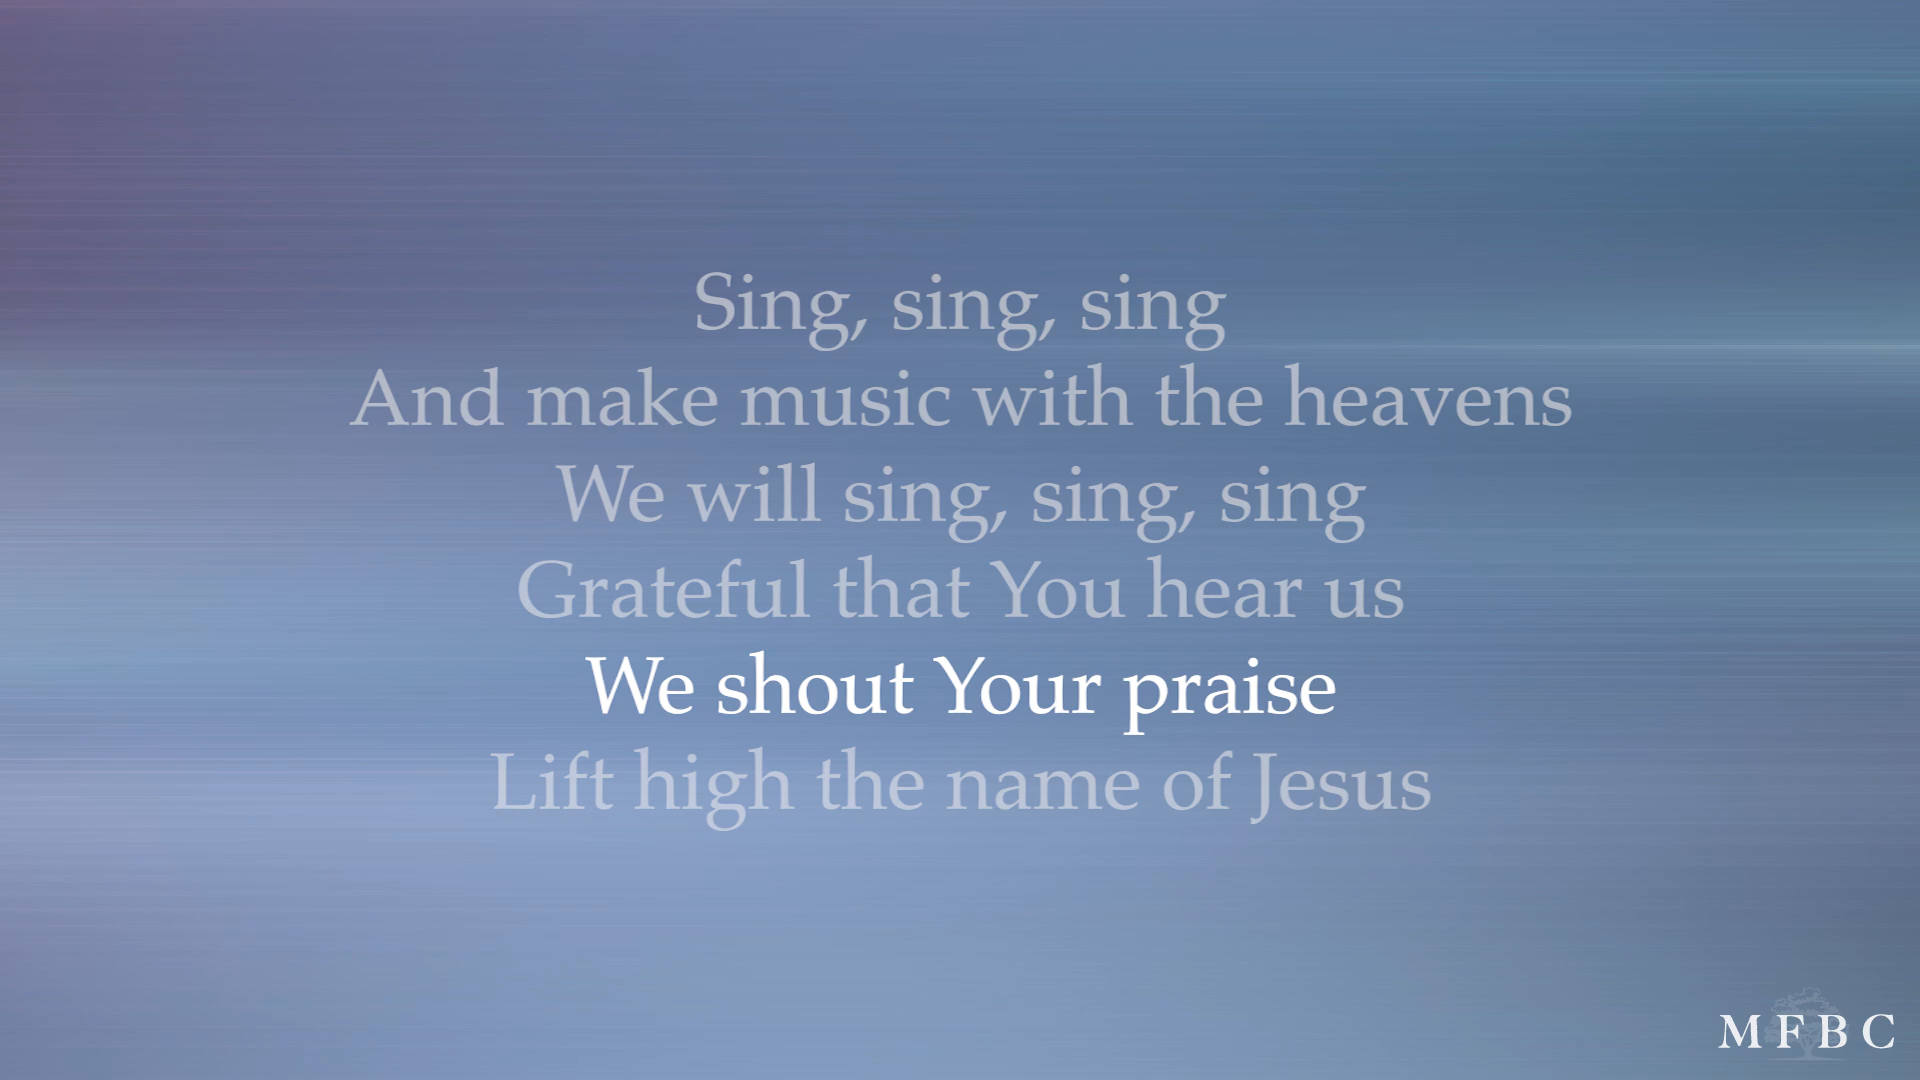 Sing, sing, sing
And make music with the heavens
We will sing, sing, sing
Grateful that You hear us
We shout Your praise
Lift high the name of Jesus
MFBC